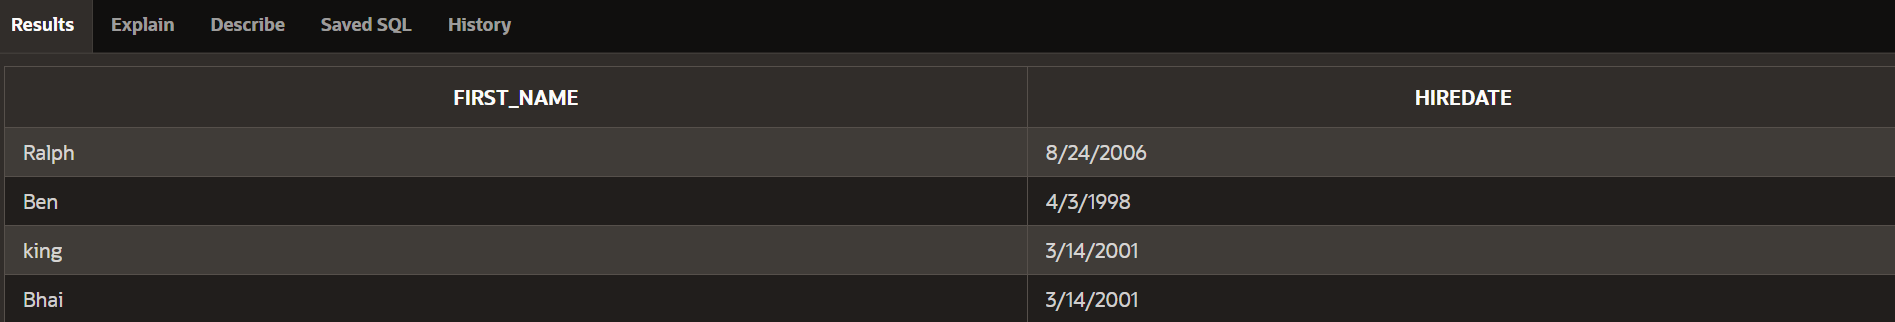 Results Explain Describe Saved SQL History
FIRST_NAME HIREDATE
Ralph 8/24/2006
Ben 4/3/1998
king 3/14/2001
Bhai 3/14/2001